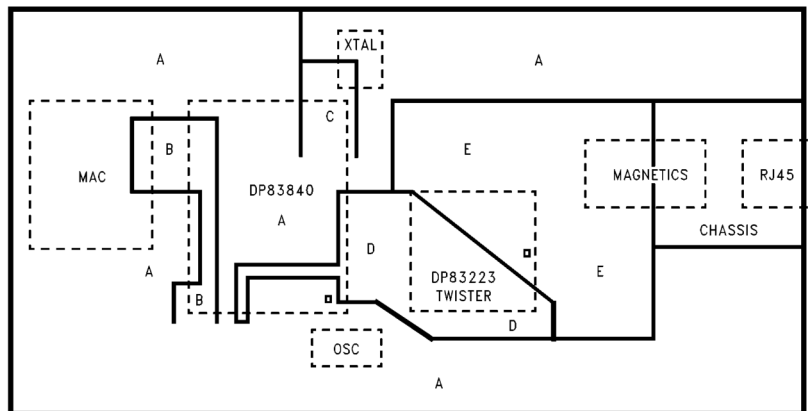 XTAL
A
A
C
B
E
MAC
MAGNETICS
RJ45
DP83840
A
CHASSIS
D
A
E
DP83223
TWISTER
B
D
OSC
A